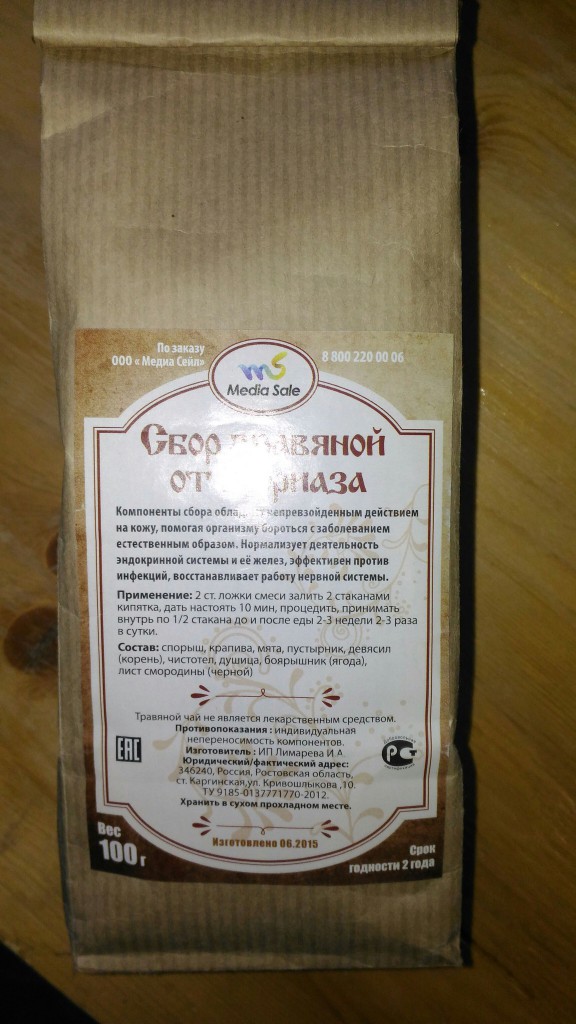 По заказу
ООО « Медиа Сейл»
ms
Media Sale
8 800 220 00 06
Сбор травяной
от
Компоненты сбора обладают непревзойденным действием
на кожу, помогая организму бороться с заболеванием
естественным образом. Нормализует деятельность
эндокринной системы и её желез, эффективен против
инфекций, восстанавливает работу нервной системы.
Применение: 2 ст. ложки смеси залить 2 стаканами
кипятка, дать настоять 10 мин, процедить, принимать
внутрь по 1/2 стакана до и после еды 2-3 недели 2-3 раза
в сутки.
Состав: спорыш, крапива, мята, пустырник, девясил
(корень), чистотел, душица, боярышник (ягода),
лист смородины (черной)
Травяной чай не является лекарственным средством.
Противопоказания : индивидуальная
непереносимость компонентов.
Изготовитель : ИП Лимарева И.А.
Юридический/фактический адрес:
346240, Россия, Ростовская область,
ст. Каргинская,ул. Кривошлыкова ,10.
ТУ 9185-0137771770-2012.
Хранить в сухом прохладном месте.
EAC
РСТ
Изготовлено 06.2015
Вес
100 г
Срок
годности 2 года